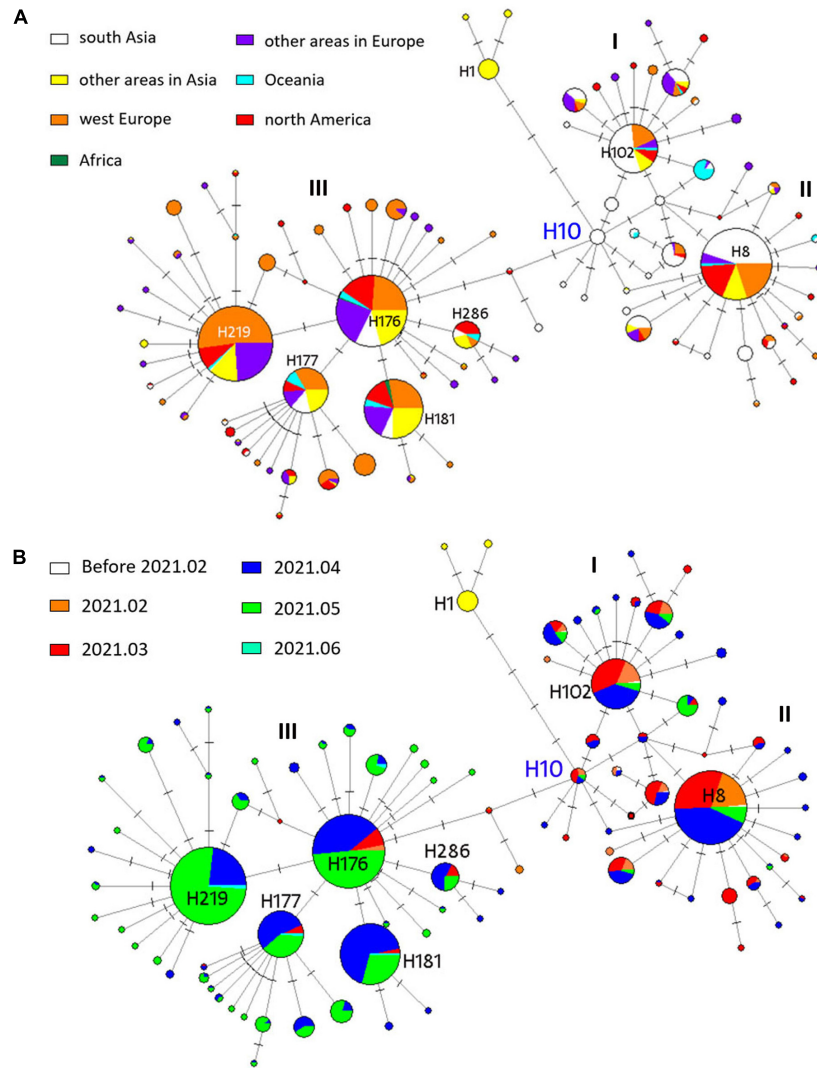 A
south Asia
other areas in Europe
other areas in Asia
Oceania
west Europe
north America
Africa
H1
I
H102
II
III
H10
H8
H219
H176
H286
H177
H181
B
Before 2021.02
2021.04
2021.02
2021.05
2021.03
2021.06
H1
I
H102
II
III
H10
H8
H176
H286
H219
H177
H181